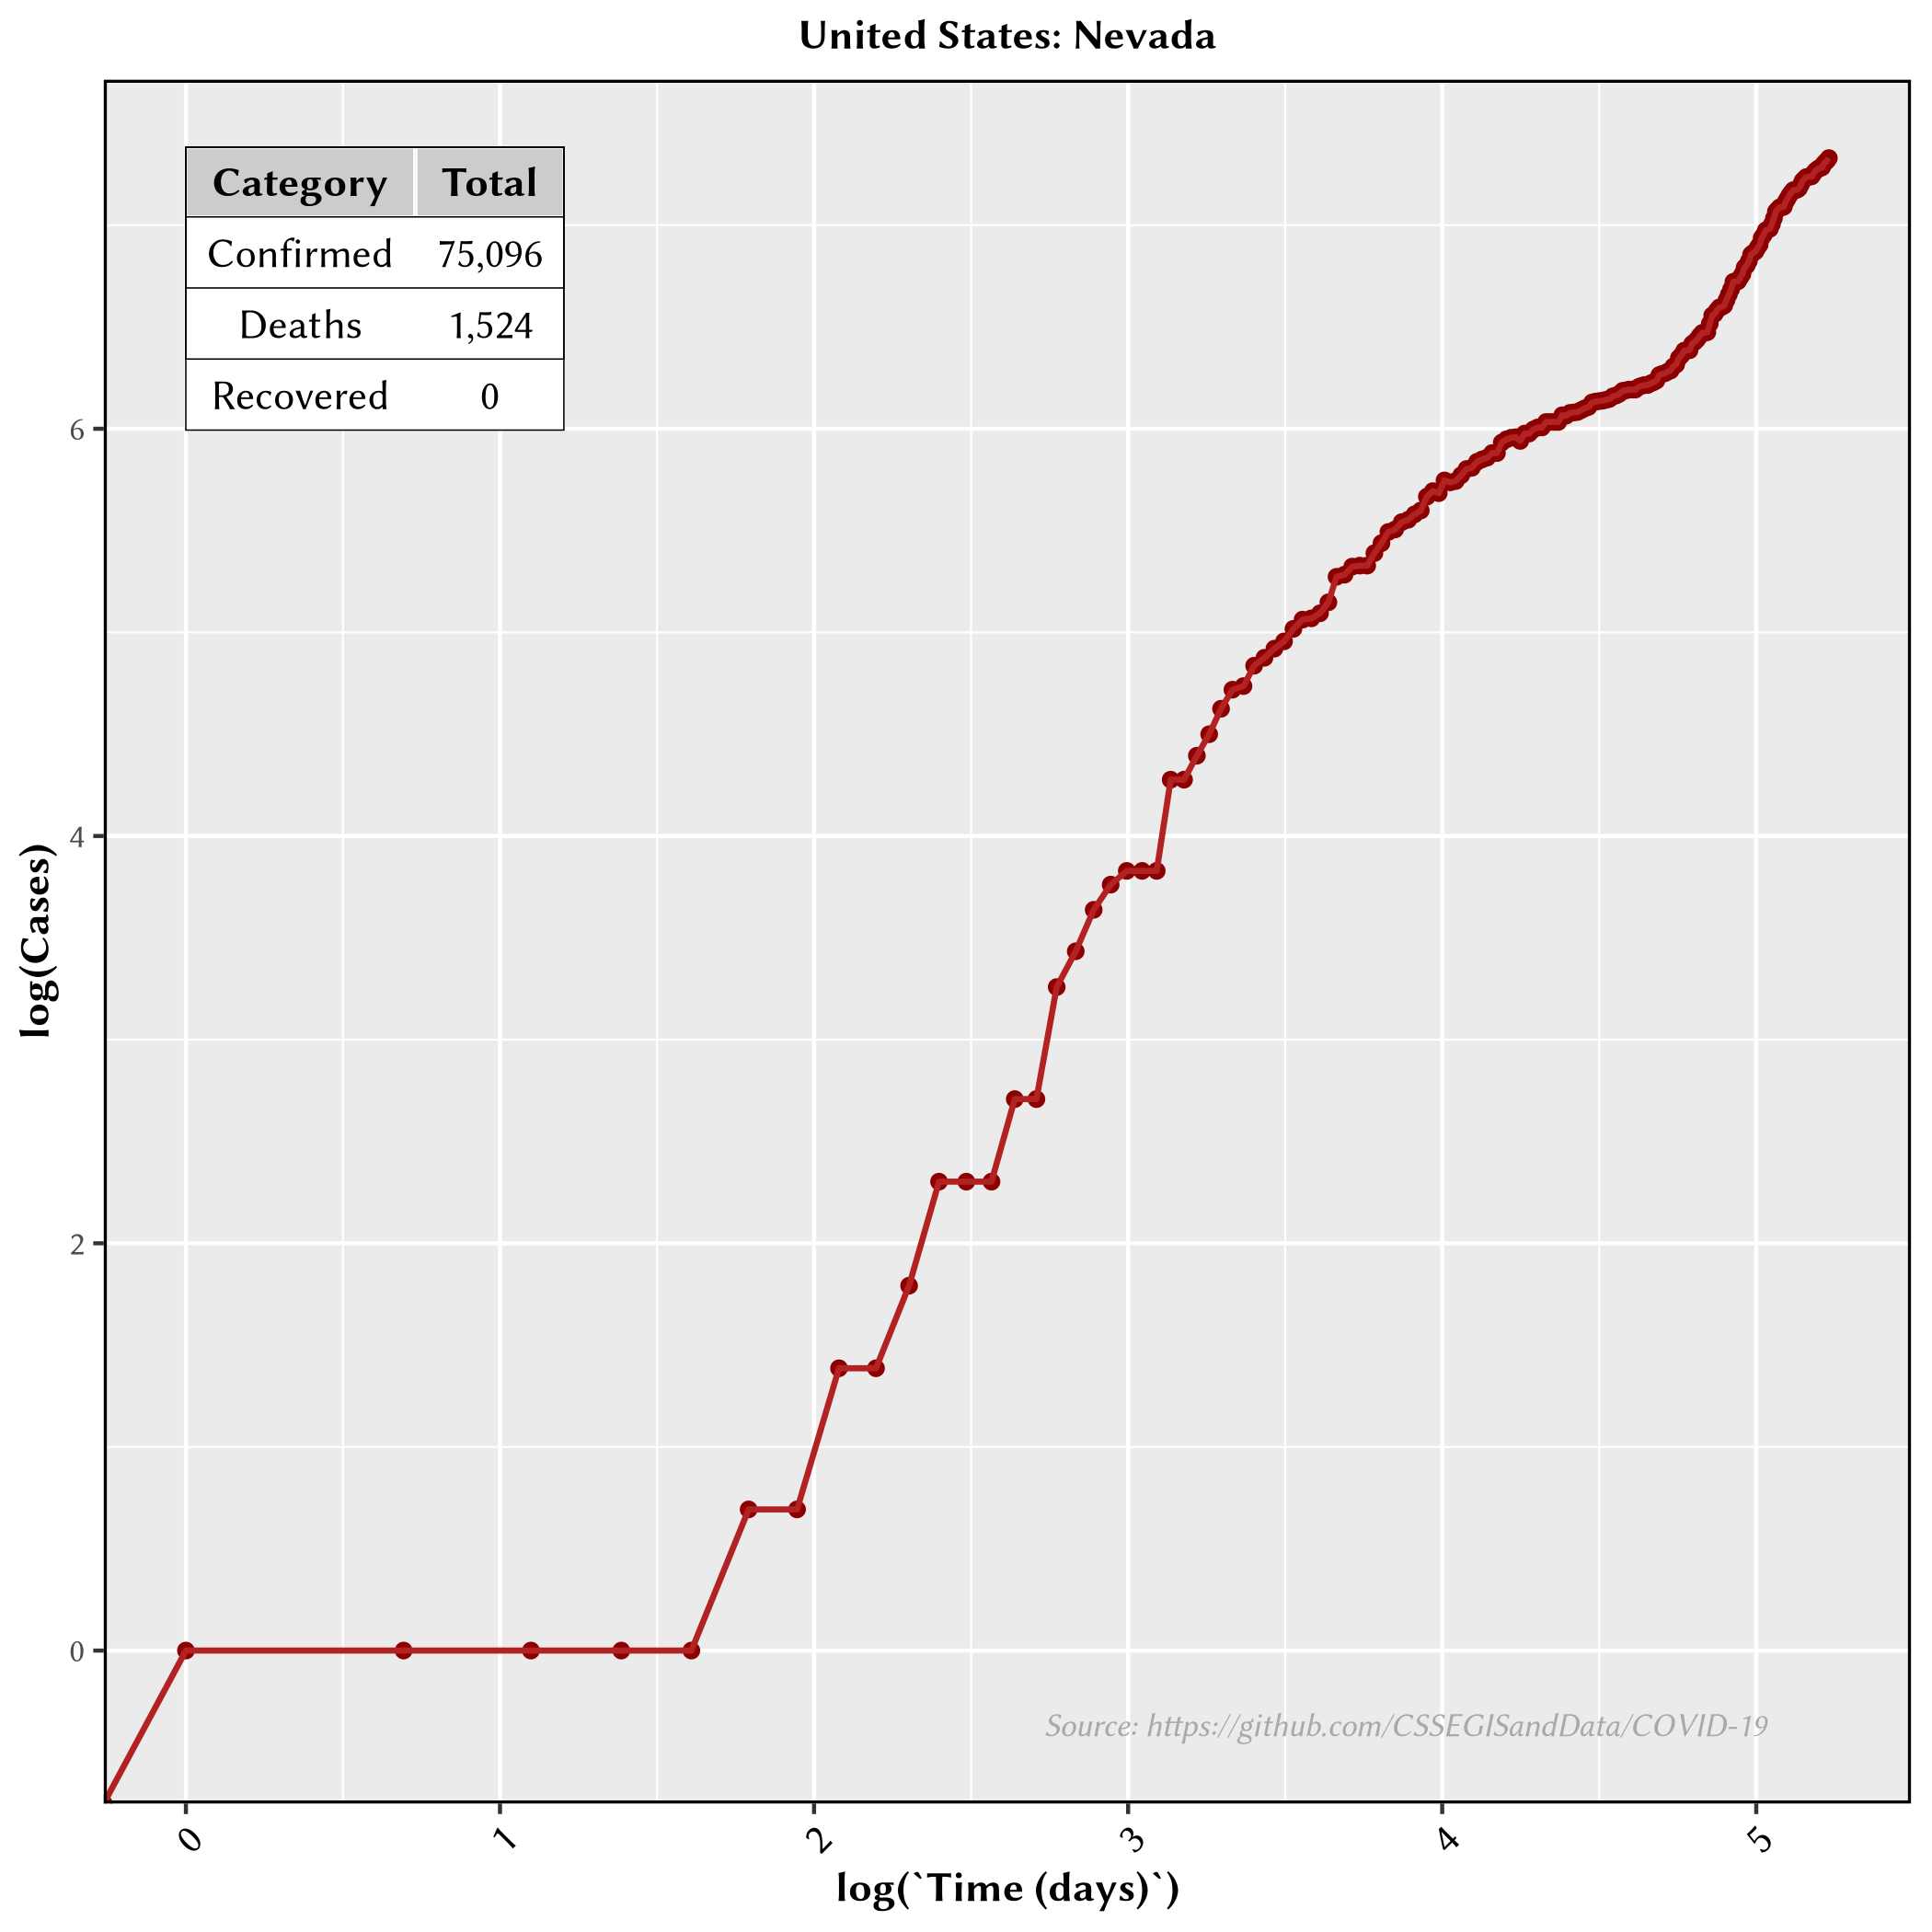 United States: Nevada
Category Total
Confirmed 75,096
Deaths 1,524
Recovered 0
6
4
2
0
log(Cases)
Source: https://github.com/CSSEGISandData/COVID-19
0 1 2 3 4 5
log(`Time (days)`)